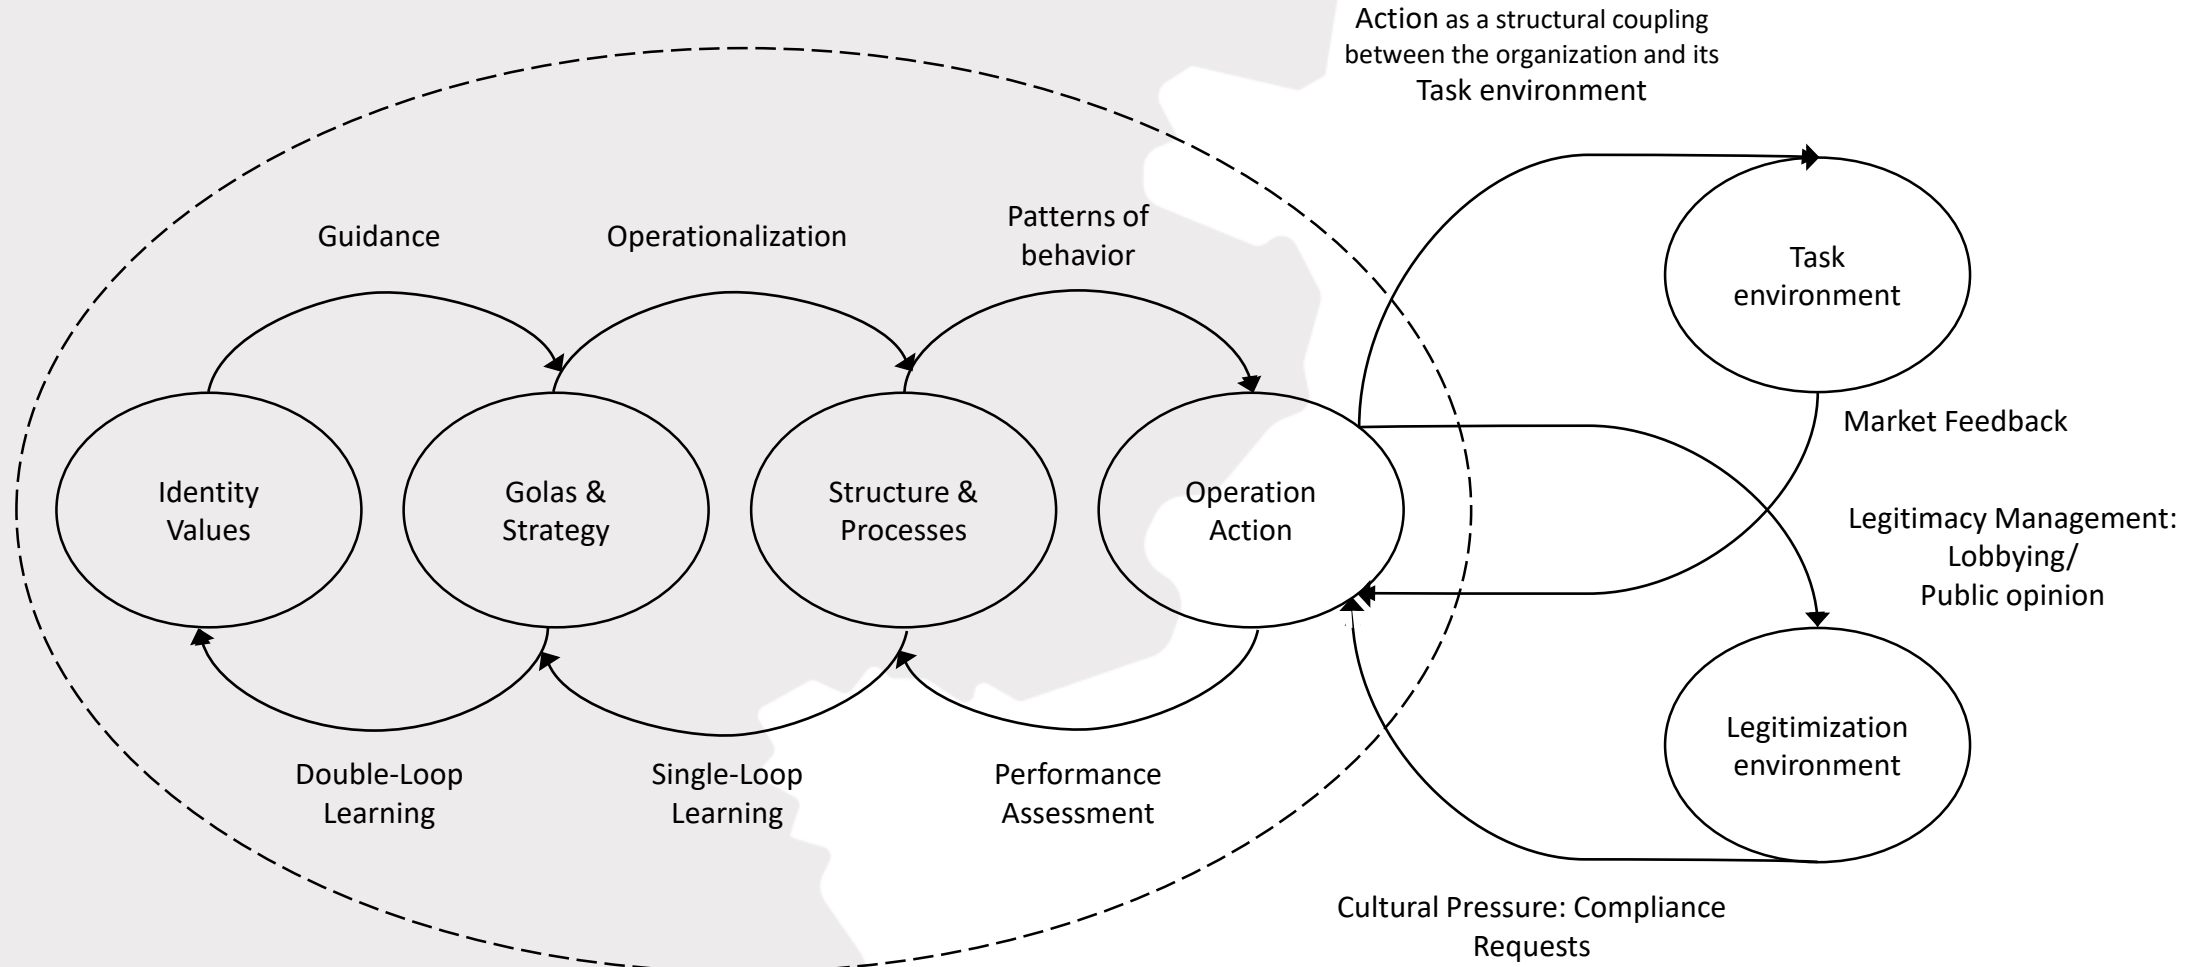 Action as a structural coupling
between the organization and its
Task environment
Guidance
Operationalization
Patterns of
behavior
Task
environment
Market Feedback
Identity
Values
Golas &
Strategy
Structure &
Processes
Operation
Action
Legitimacy Management:
Lobbying/
Public opinion
Legitimization
environment
Double-Loop
Learning
Single-Loop
Learning
Performance
Assessment
Cultural Pressure: Compliance
Requests